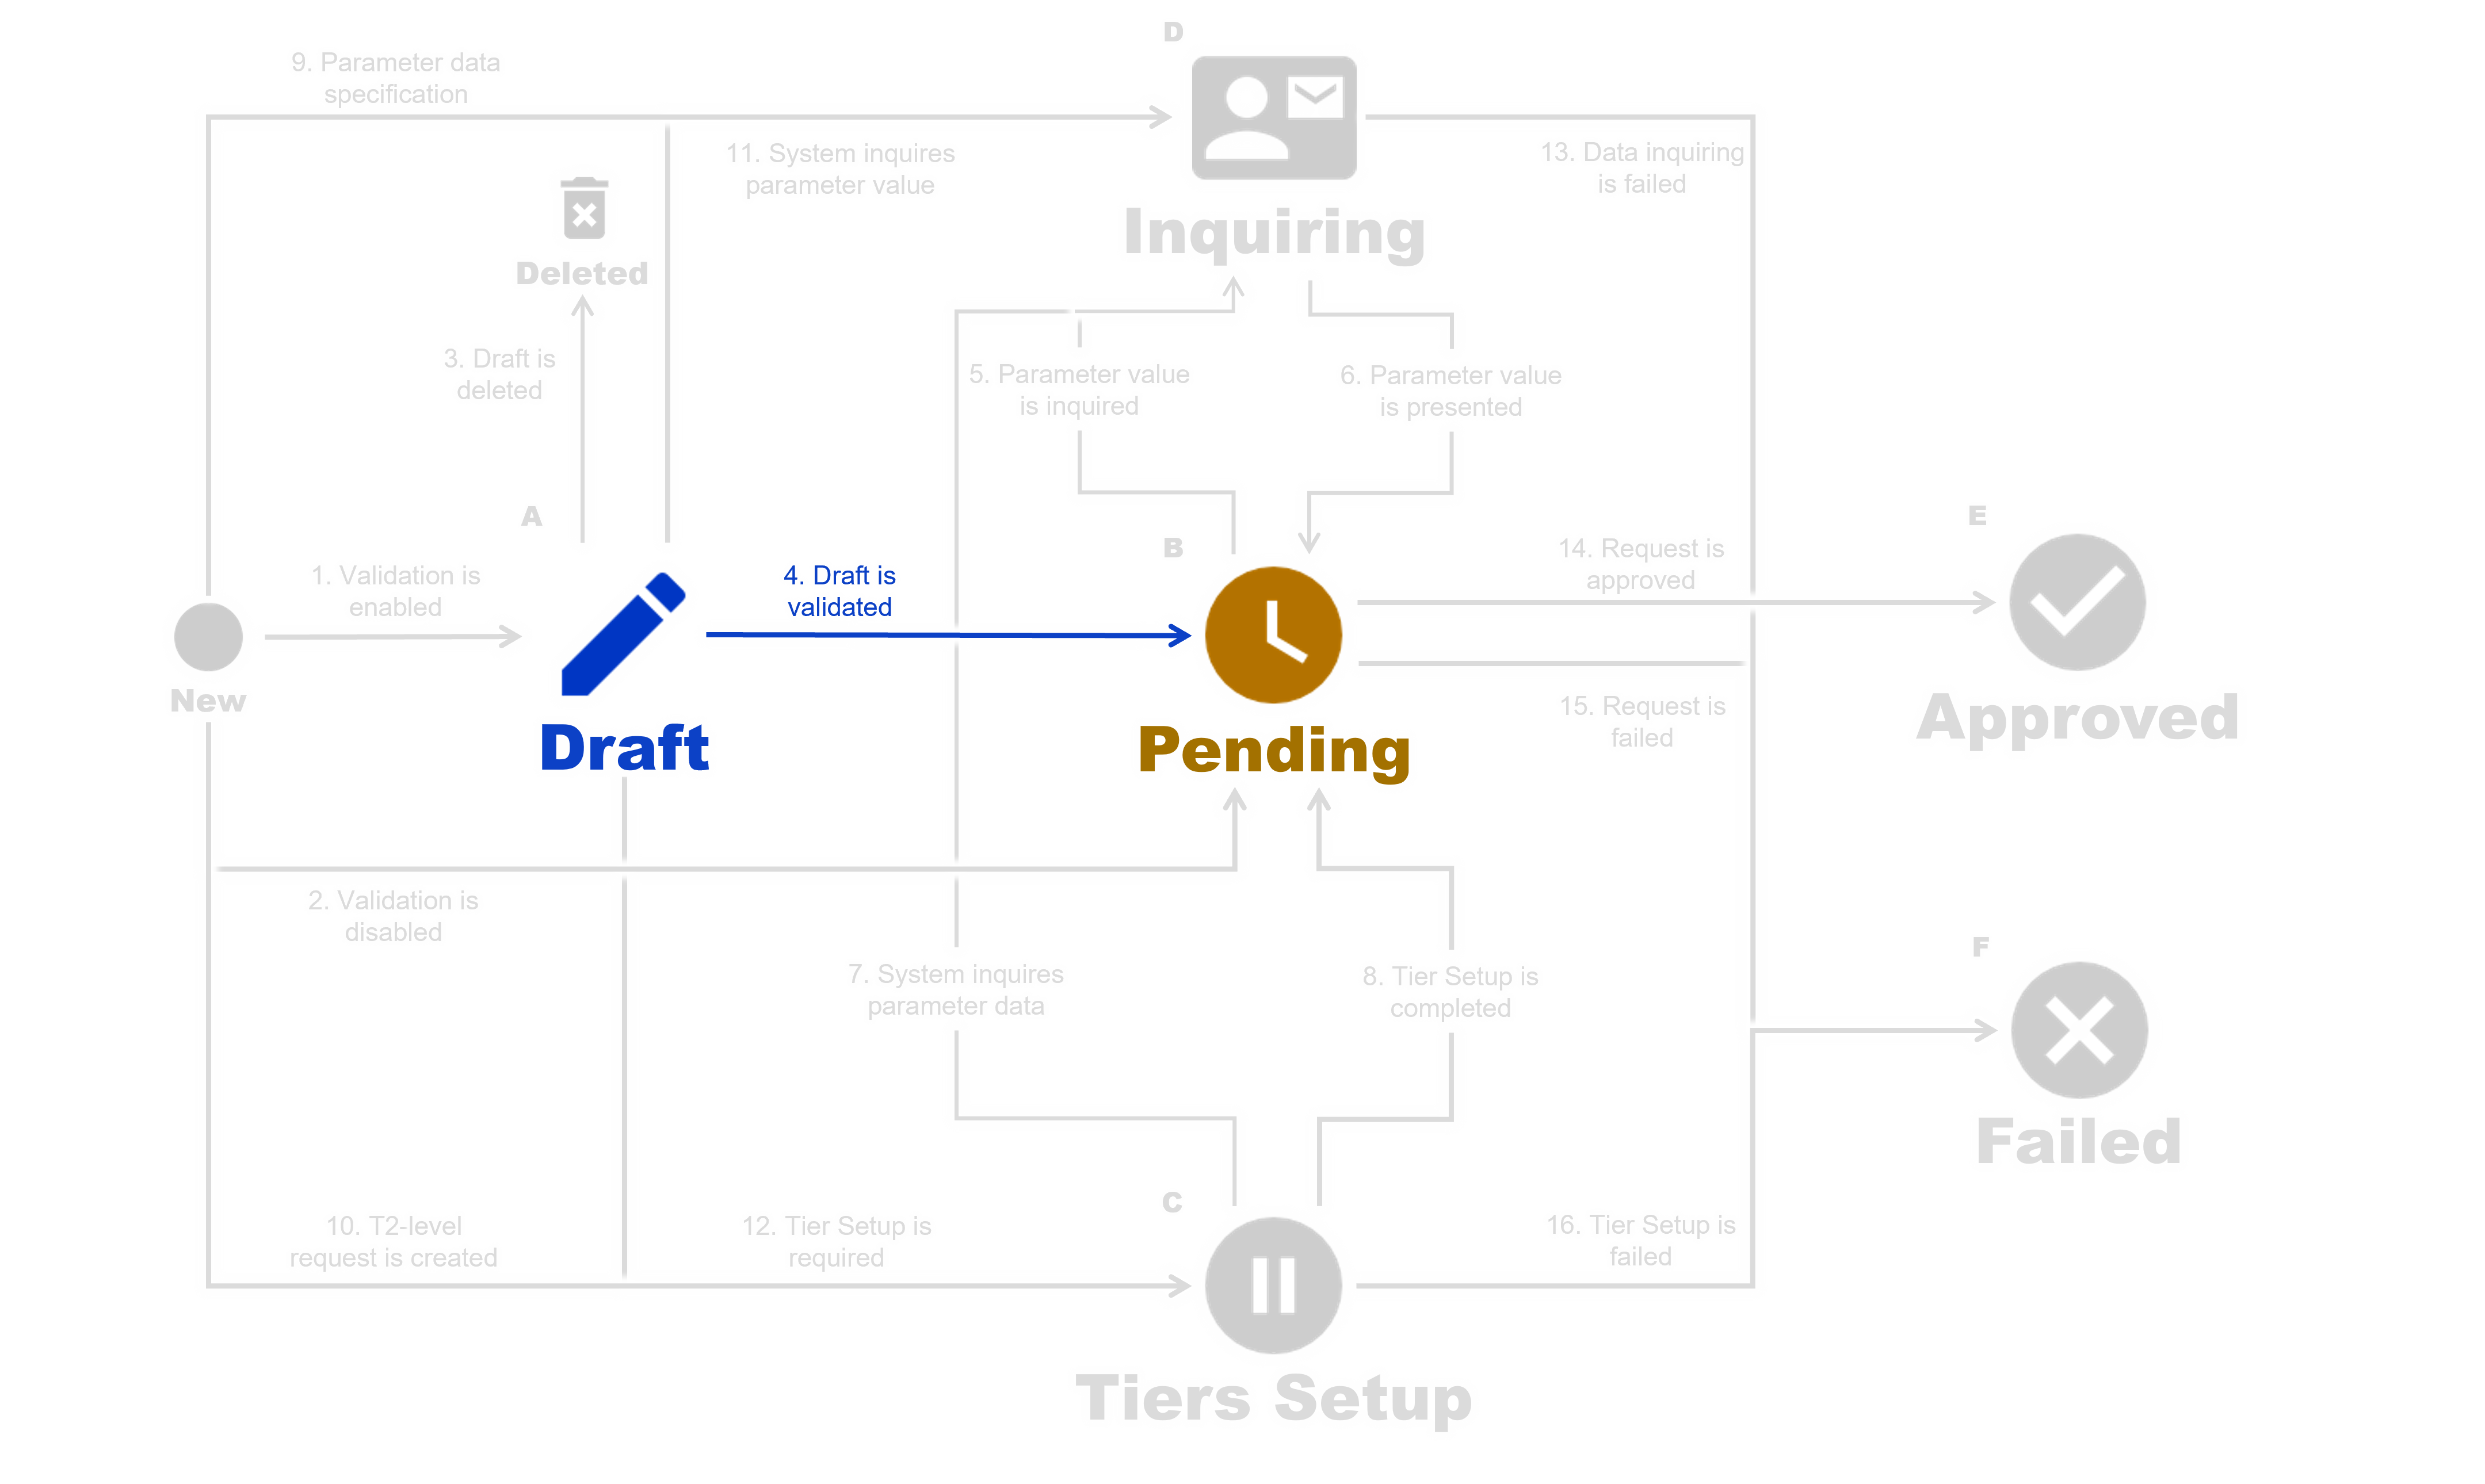 D
9. Parameter data
specification
11. System inquires
parameter value
13. Data inquiring
is failed
Inquiring
Deleted
3. Draft is
deleted
5. Parameter value
is inquired
6. Parameter value
is presented
A
B
E
1. Validation is
enabled
4. Draft is
validated
14. Request is
approved
New
Draft
Pending
15. Request is
failed
Approved
2. Validation is
disabled
7. System inquires
parameter data
8. Tier Setup is
completed
F
Failed
C
10. T2-level
request is created
12. Tier Setup is
required
16. Tier Setup is
failed
Tiers Setup